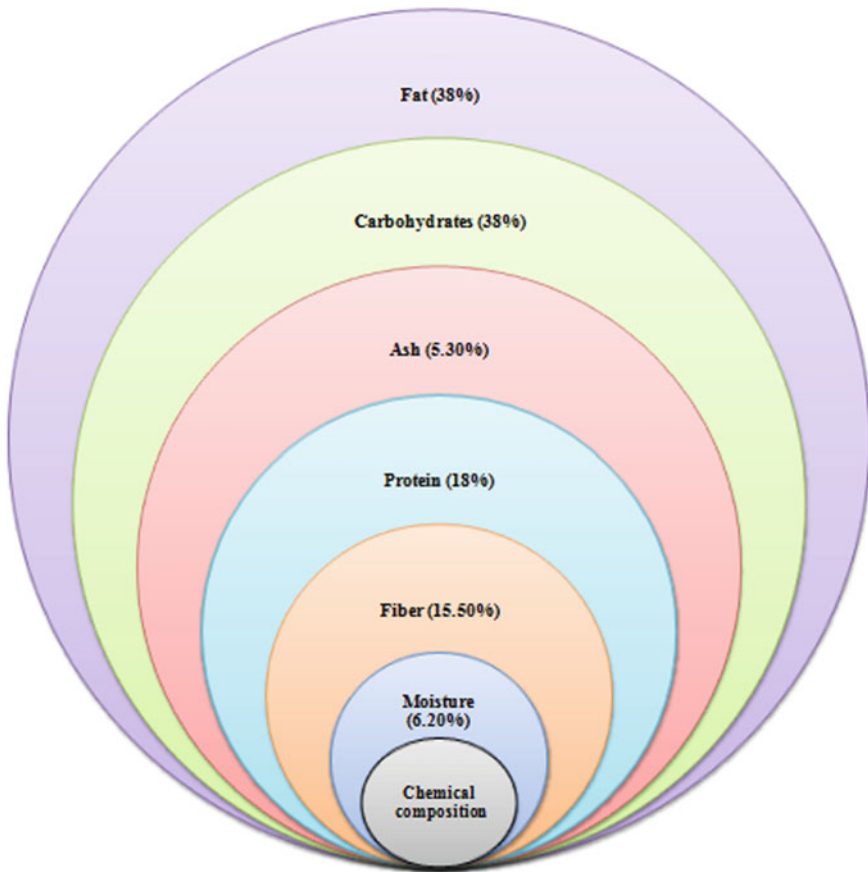 Fat (38%)
Carbohydrates (38%)
Ash (5.30%)
Protein (18%)
Fiber (15.50%)
Moisture
(6.20%)
Chemical
composition